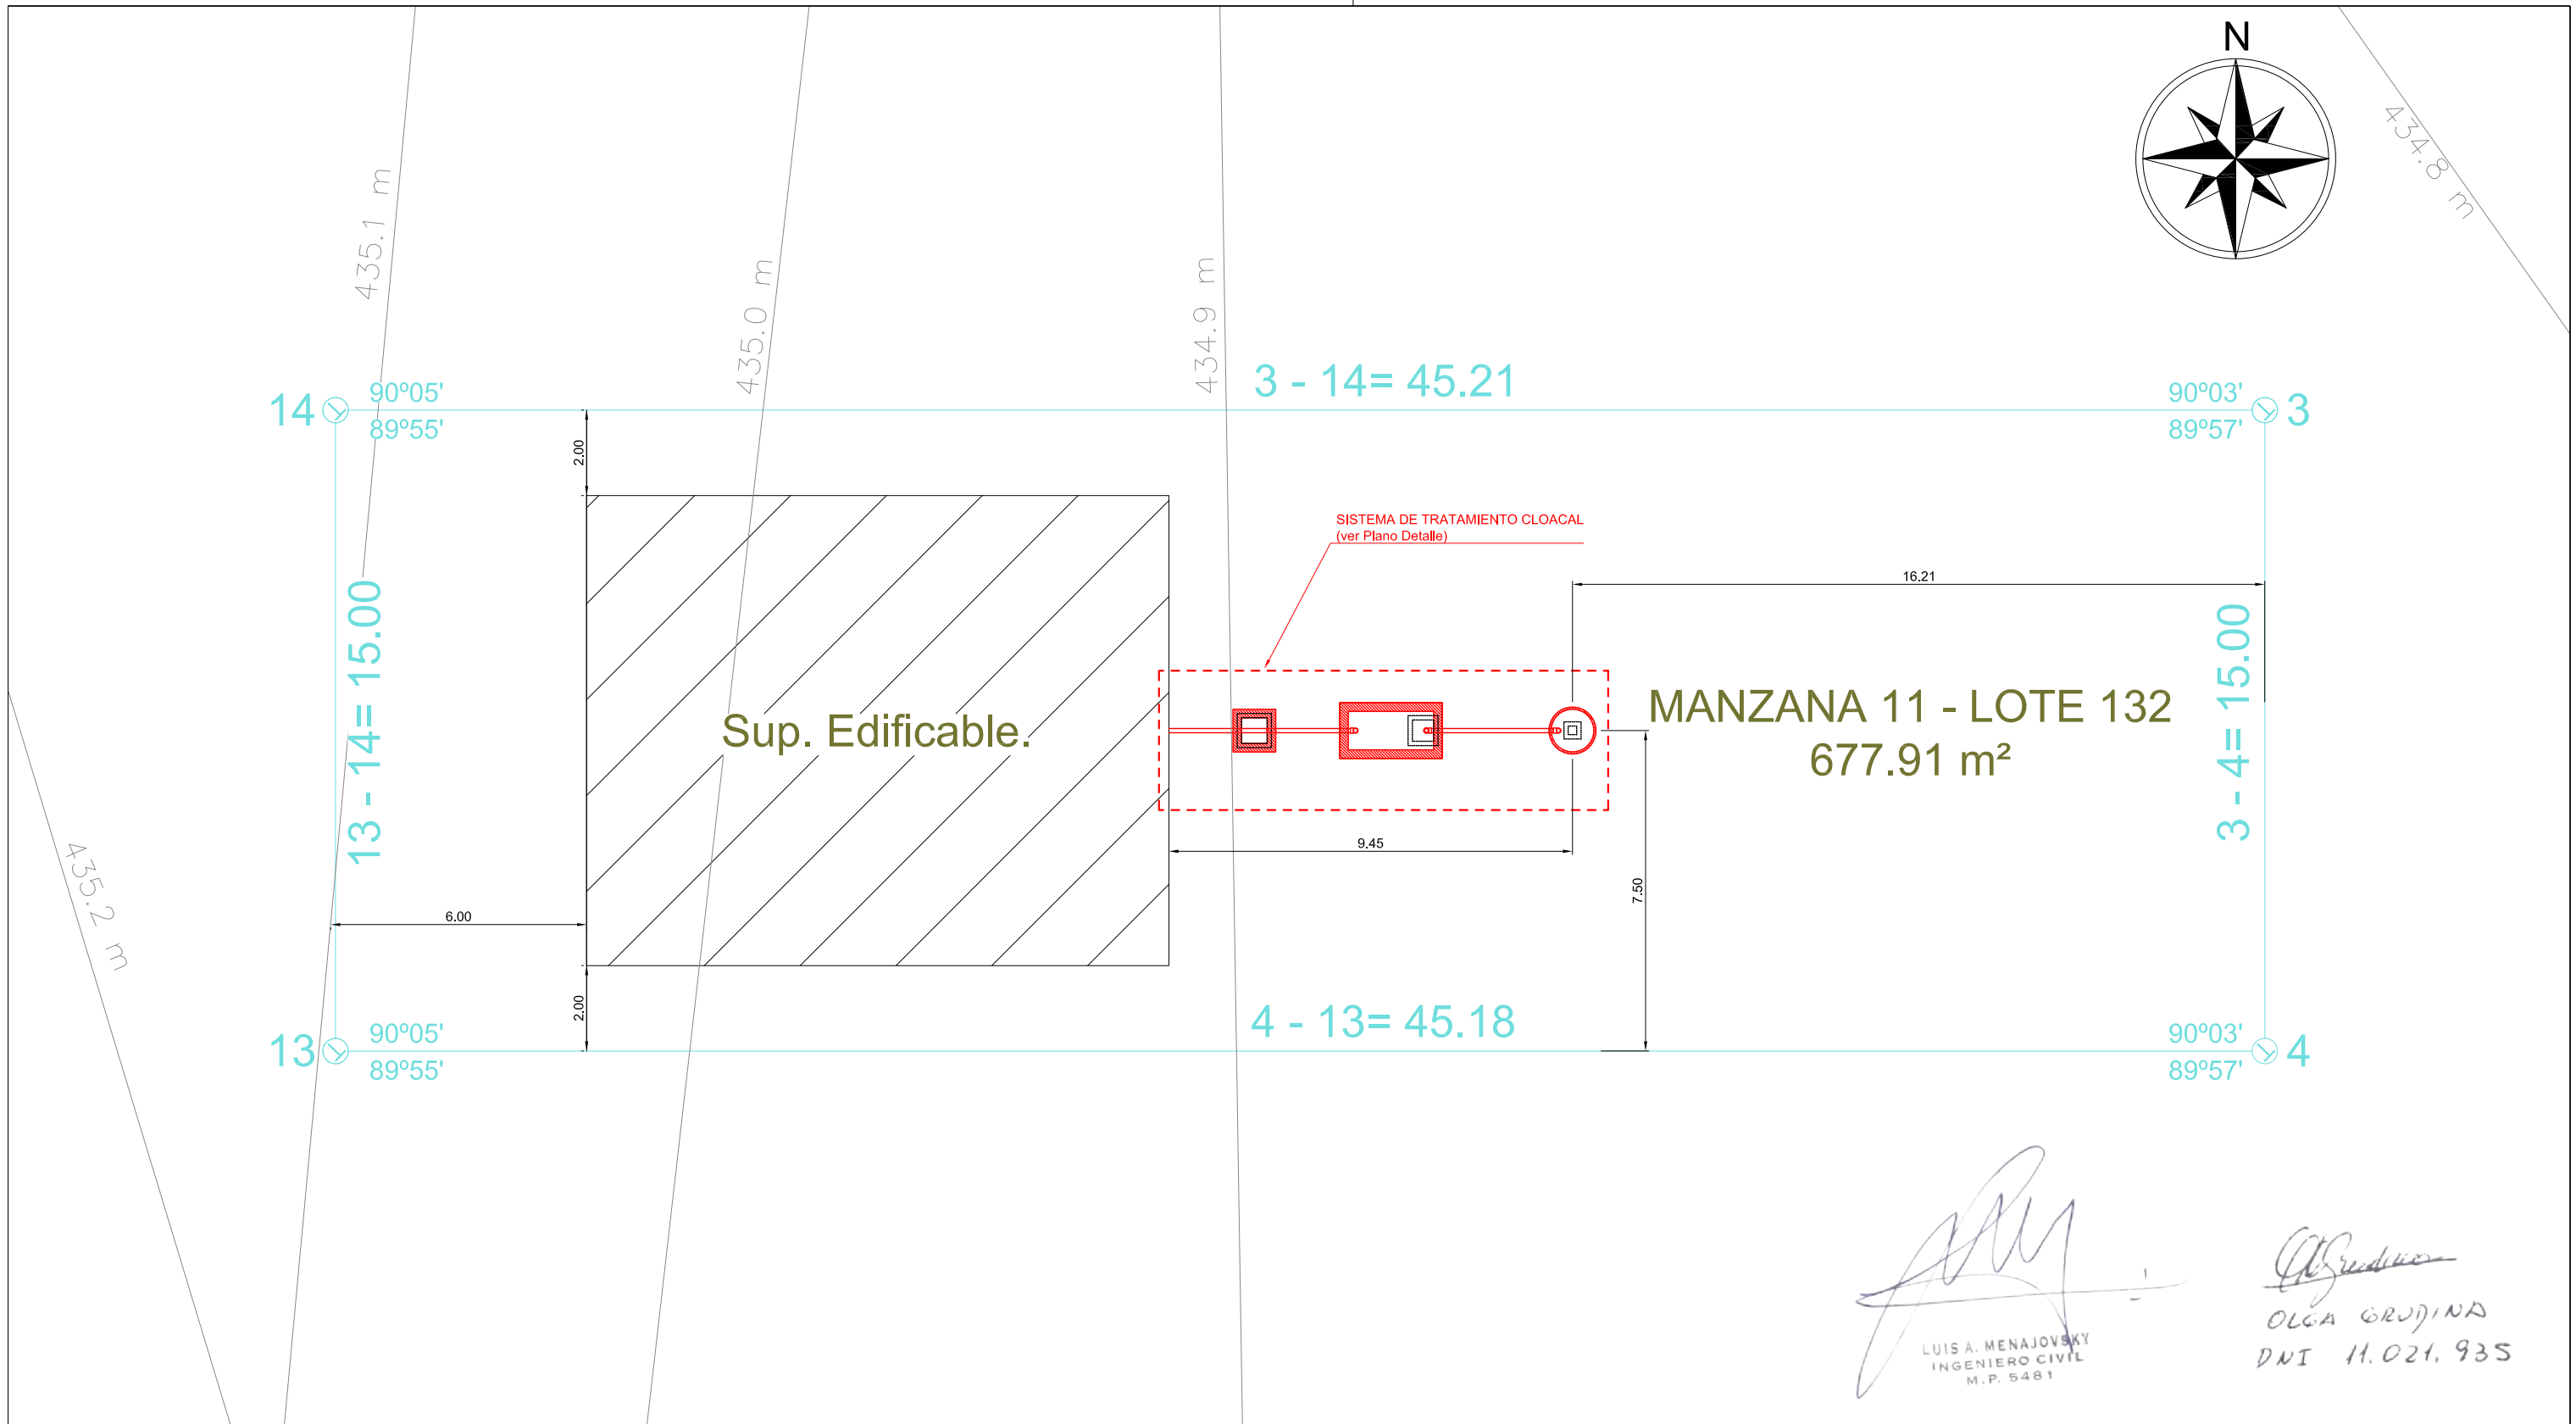 N
434.8 m
435.1 m
435.0 m
434.9 m
3 - 14= 45.21
14
90º05'
89º55'
90º03'
89º57'
3
2.00
SISTEMA DE TRATAMIENTO CLOACAL
(ver Plano Detalle)
16.21
13 - 14= 15.00
Sup. Edificable.
MANZANA 11 - LOTE 132
677.91 m²
3 - 4= 15.00
9.45
7.50
435.2 m
6.00
2.00
4 - 13= 45.18
13
90º05'
89º55'
90º03'
89º57'
4
LUIS A. MENAJOVSKY
INGENIERO CIVIL
M.P. 5481
OLGA GRUDINA
DNI 11.021.935